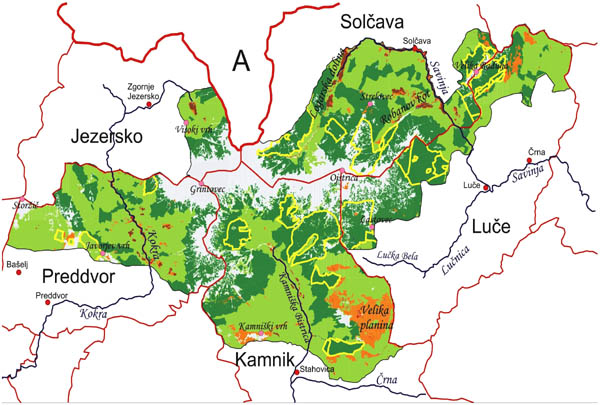 Solčava
A
Solčava
Savinja
Velika Raduha
Logarska dolina
Zgornje
Jezersko
Strelovec
Robanov kot
Jezersko
Visoki vrh
Črna
Savinja
Ojstrica
Grintovec
Luče
Storžič
Luče
Javorjev vrh
Kokra
Lučka Bela
Lučnica
Bašelj
Preddvor
Kamniška Bistrica
Preddvor
Kokra
Velika
planina
Kamniški vrh
Kamnik
Stahovica
Črna